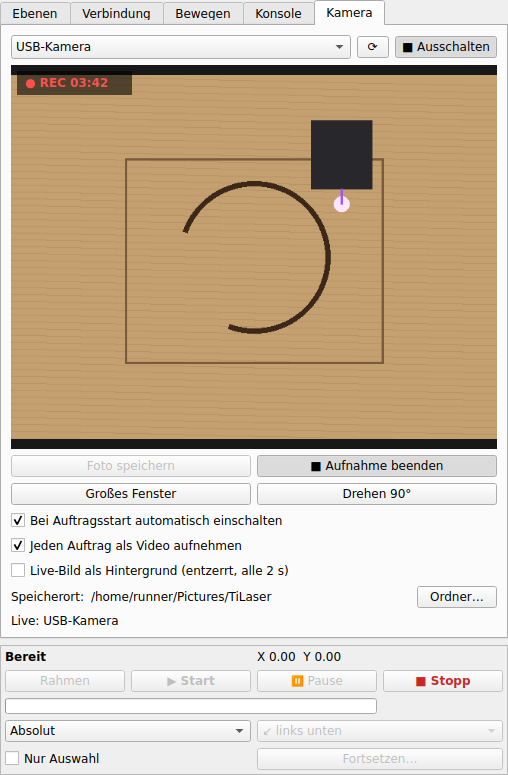 Ebenen Verbindung Bewegen Konsole Kamera
USB-Kamera ⟳ ■ Ausschalten
● REC 03:42
Foto speichern ■ Aufnahme beenden
Großes Fenster Drehen 90°
Bei Auftragsstart automatisch einschalten
Jeden Auftrag als Video aufnehmen
Live-Bild als Hintergrund (entzerrt, alle 2 s)
Speicherort: /home/runner/Pictures/TiLaser Ordner...
Live: USB-Kamera
Bereit X 0.00 Y 0.00
Rahmen ▶ Start ⏸ Pause ■ Stopp
Absolut ↙ links unten
Nur Auswahl Fortsetzen...